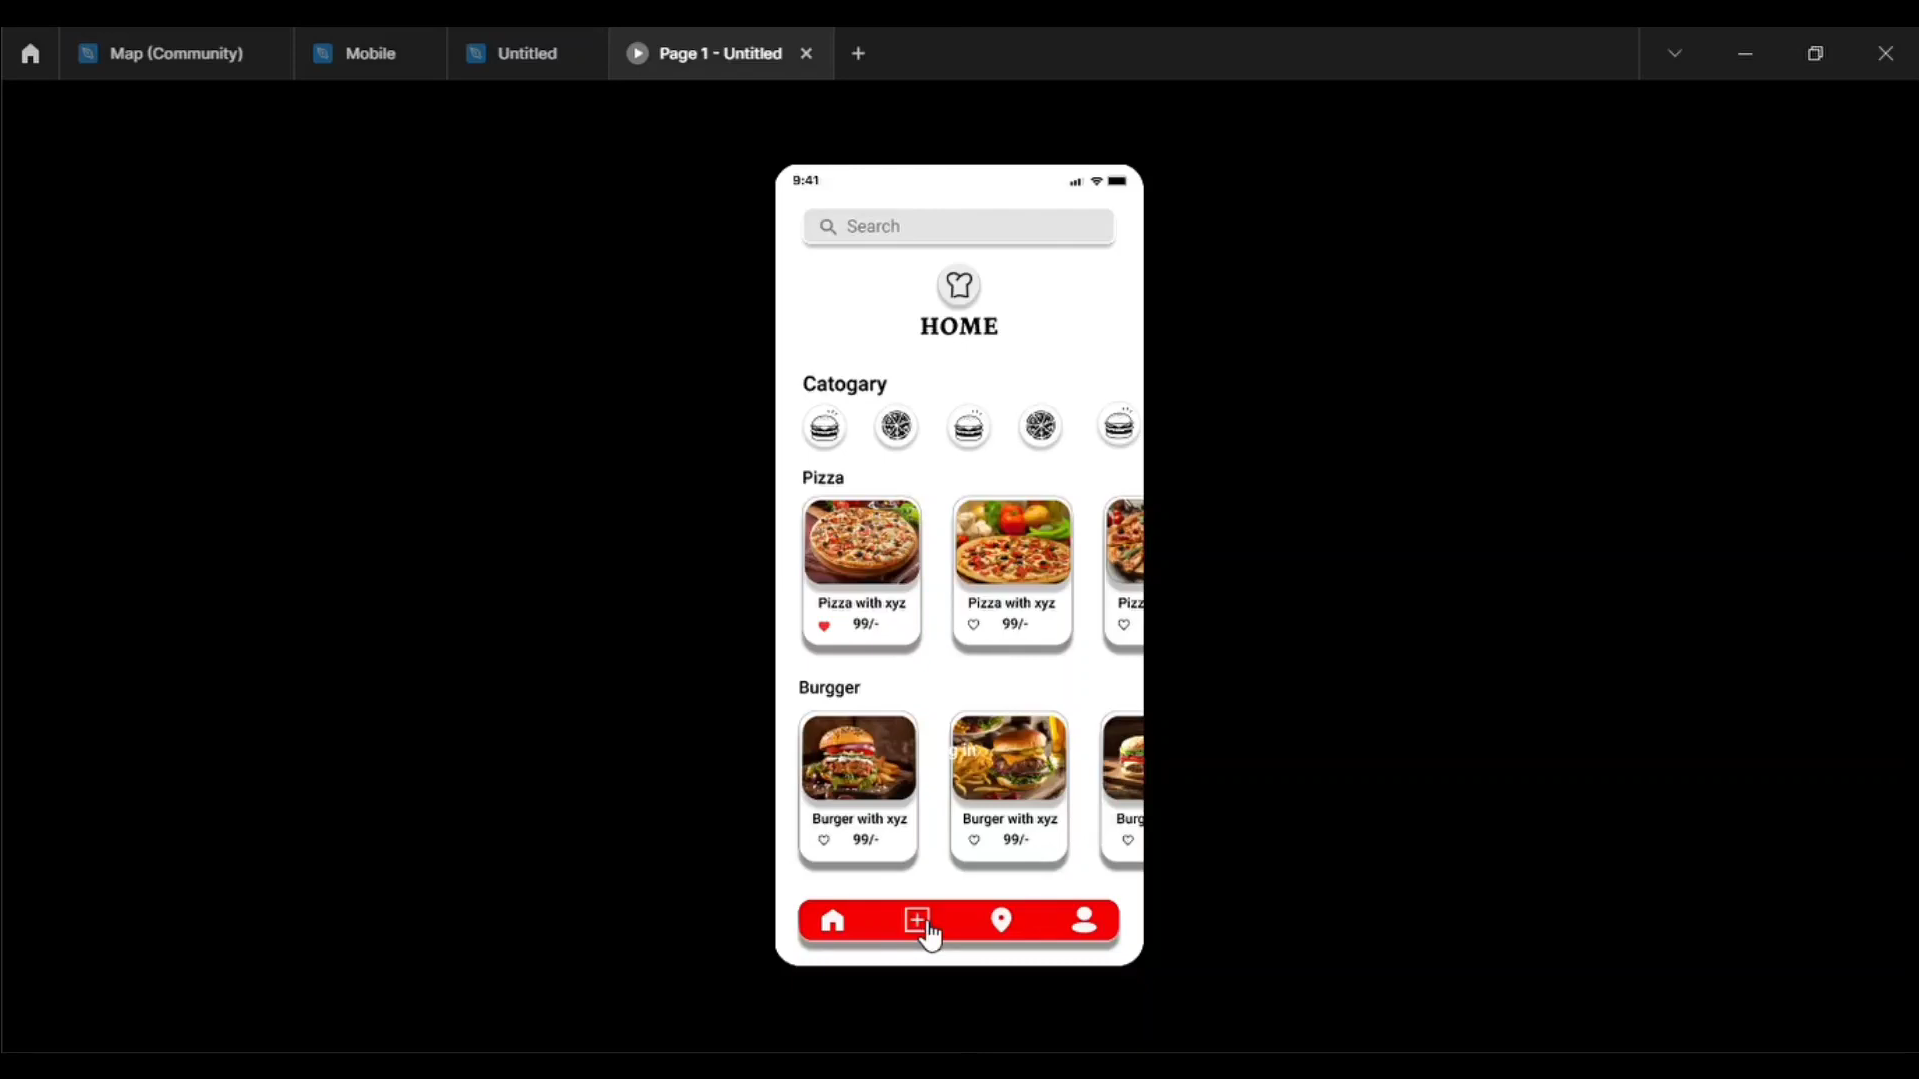 Map (Community) Mobile Untitled Page 1 - Untitled
9:41
Search
HOME
Catogary
Pizza
Pizza with xyz Pizza with xyz Pizz
99/- 99/-
Burgger
g in
Burger with xyz Burger with xyz Burg
99/- 99/-